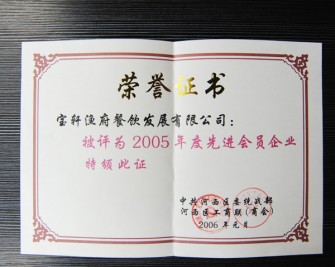 荣誉证书
宝轩渔府餐饮发展有限公司：
被评为2005年度先进会员企业
特颁此证
中共河西区委统战部
河西区工商联(商会)
2006年元月